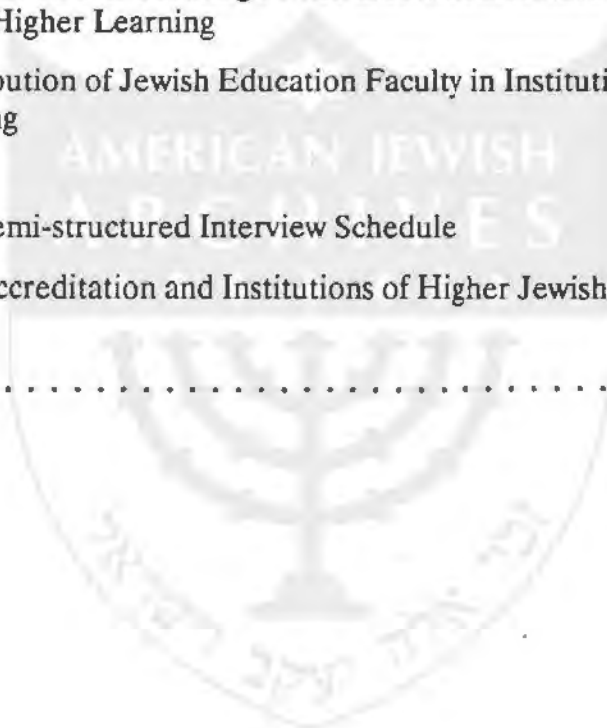 Higher Learning
bution of Jewish Education Faculty in Instituti
g
AMERICAN JEWISH
ARCHIVES
emi-structured Interview Schedule
ccreditation and Institutions of Higher Jewish
. . . . . . . . . . . . . . . . . . . . . . . . . . . . . .